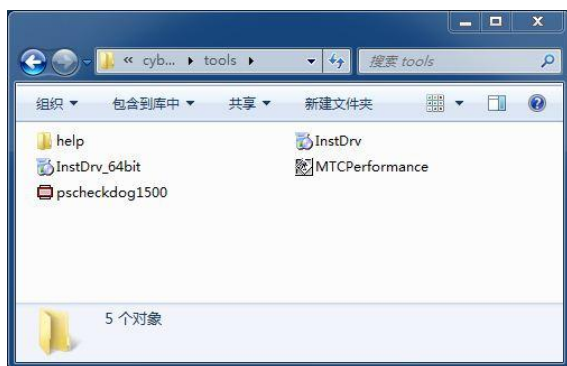 « cyb... ▸ tools ▸ 搜索 tools
组织 包含到库中 共享 新建文件夹
help InstDrv
InstDrv_64bit MTCPerformance
pscheckdog1500
5 个对象